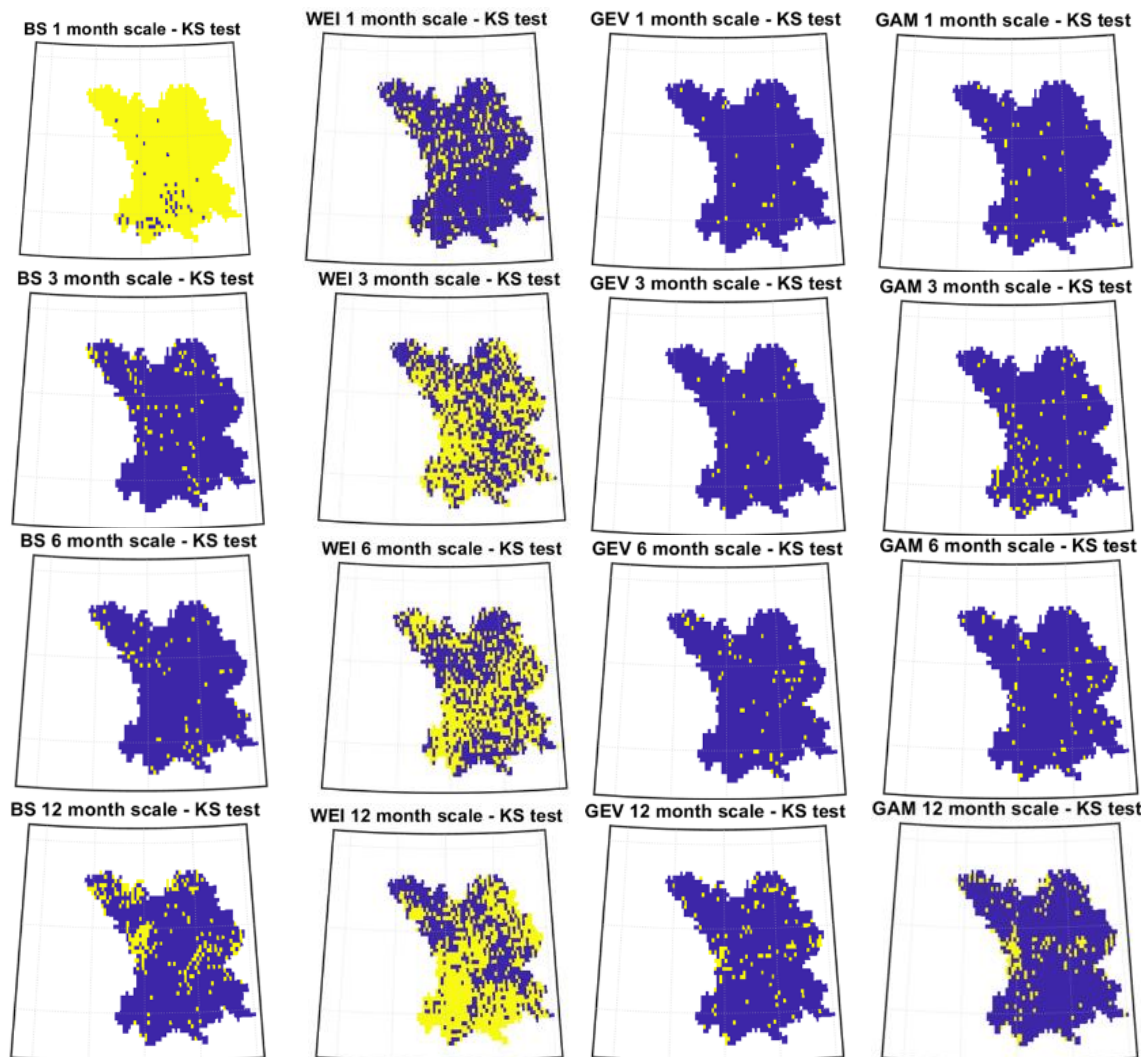 BS 1 month scale - KS test
WEI 1 month scale - KS test
GEV 1 month scale - KS test
GAM 1 month scale - KS test
BS 3 month scale - KS test
WEI 3 month scale - KS test
GEV 3 month scale - KS test
GAM 3 month scale - KS test
BS 6 month scale - KS test
WEI 6 month scale - KS test
GEV 6 month scale - KS test
GAM 6 month scale - KS test
BS 12 month scale - KS test
WEI 12 month scale - KS test
GEV 12 month scale - KS test
GAM 12 month scale - KS test